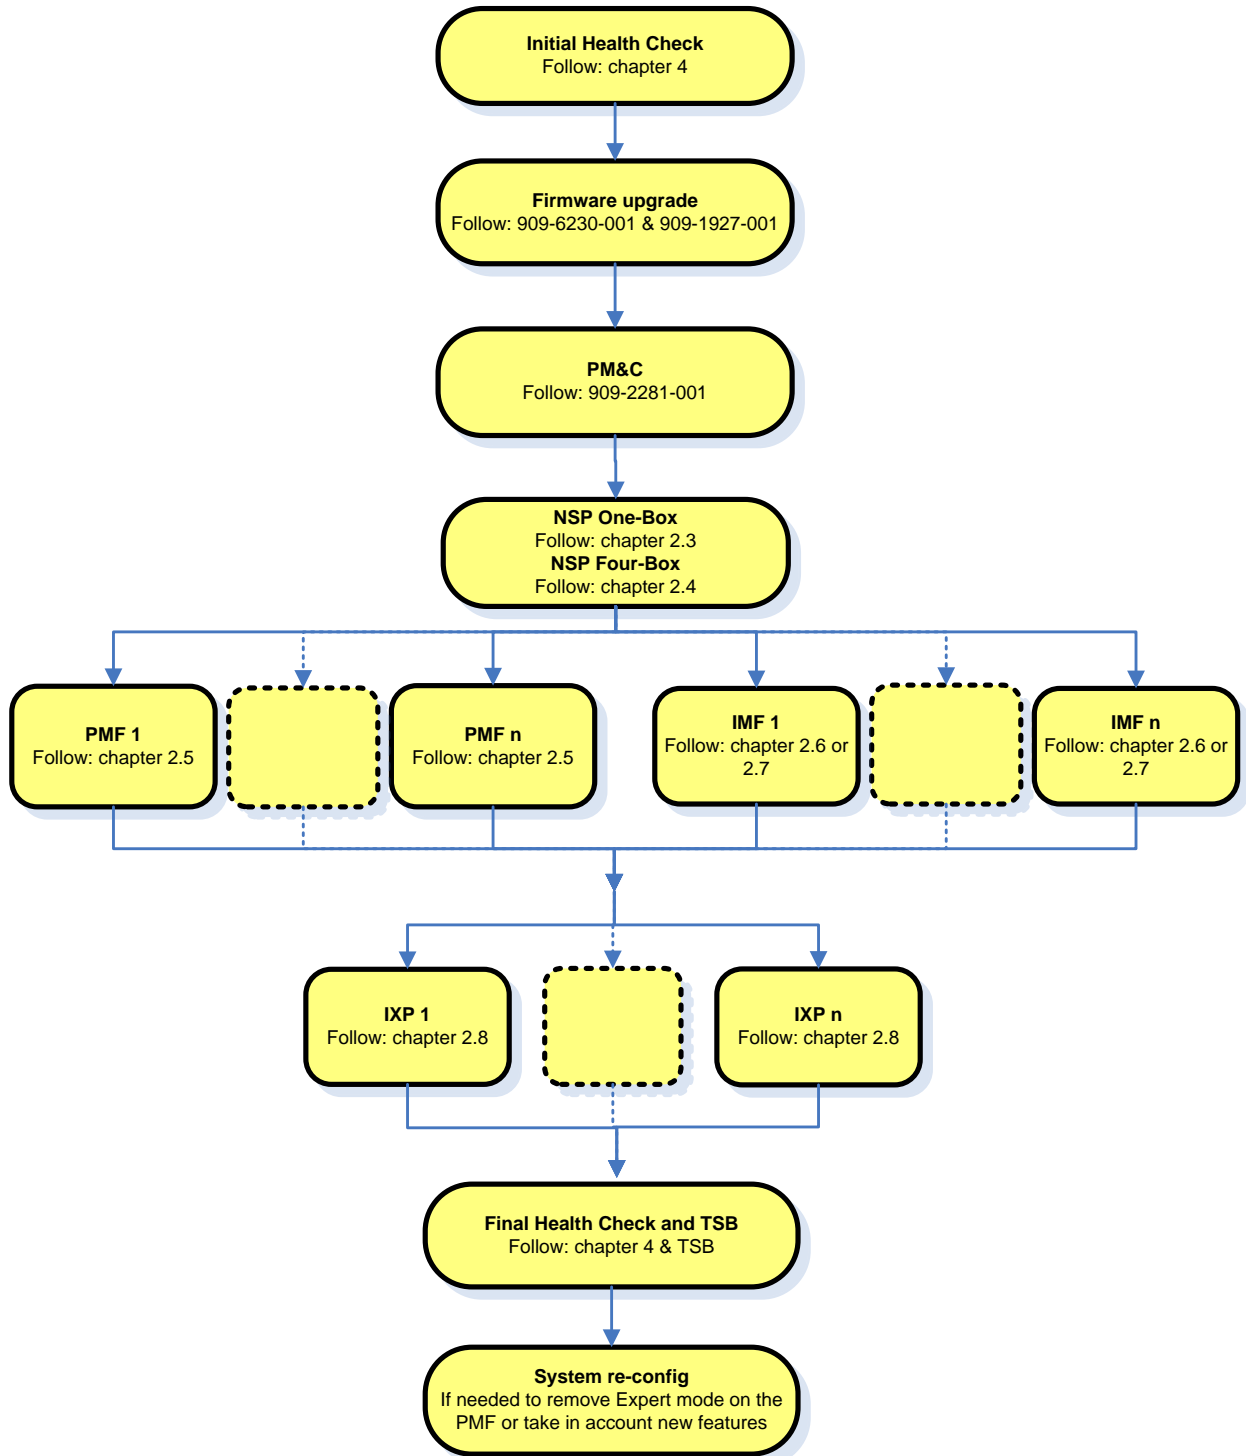 Initial Health Check
Follow: chapter 4
Firmware upgrade
Follow: 909-6230-001 & 909-1927-001
PM&C
Follow: 909-2281-001
NSP One-Box
Follow: chapter 2.3
NSP Four-Box
Follow: chapter 2.4
PMF 1
Follow: chapter 2.5
PMF n
Follow: chapter 2.5
IMF 1
Follow: chapter 2.6 or
2.7
IMF n
Follow: chapter 2.6 or
2.7
IXP 1
Follow: chapter 2.8
IXP n
Follow: chapter 2.8
Final Health Check and TSB
Follow: chapter 4 & TSB
System re-config
If needed to remove Expert mode on the
PMF or take in account new features